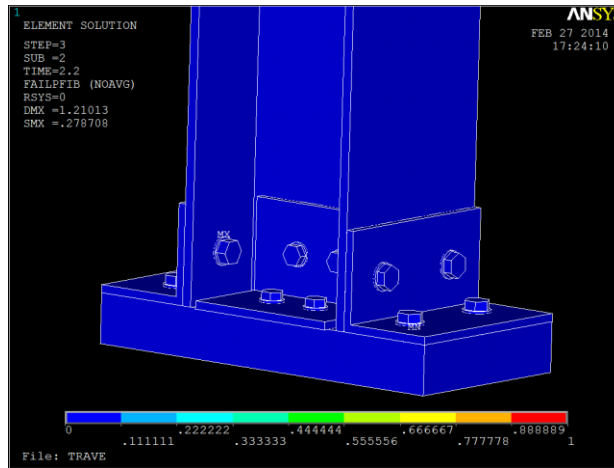 1
ANSYS
ELEMENT SOLUTION
FEB 27 2014
17:24:10
STEP=3
SUB =2
TIME=2.2
FAILPFIB (NOAVG)
RSYS=0
DMX =1.21013
SMX =.278708
MX
MN
0 .222222 .444444 .666667 .888889
.111111 .333333 .555556 .777778 1
File: TRAVE